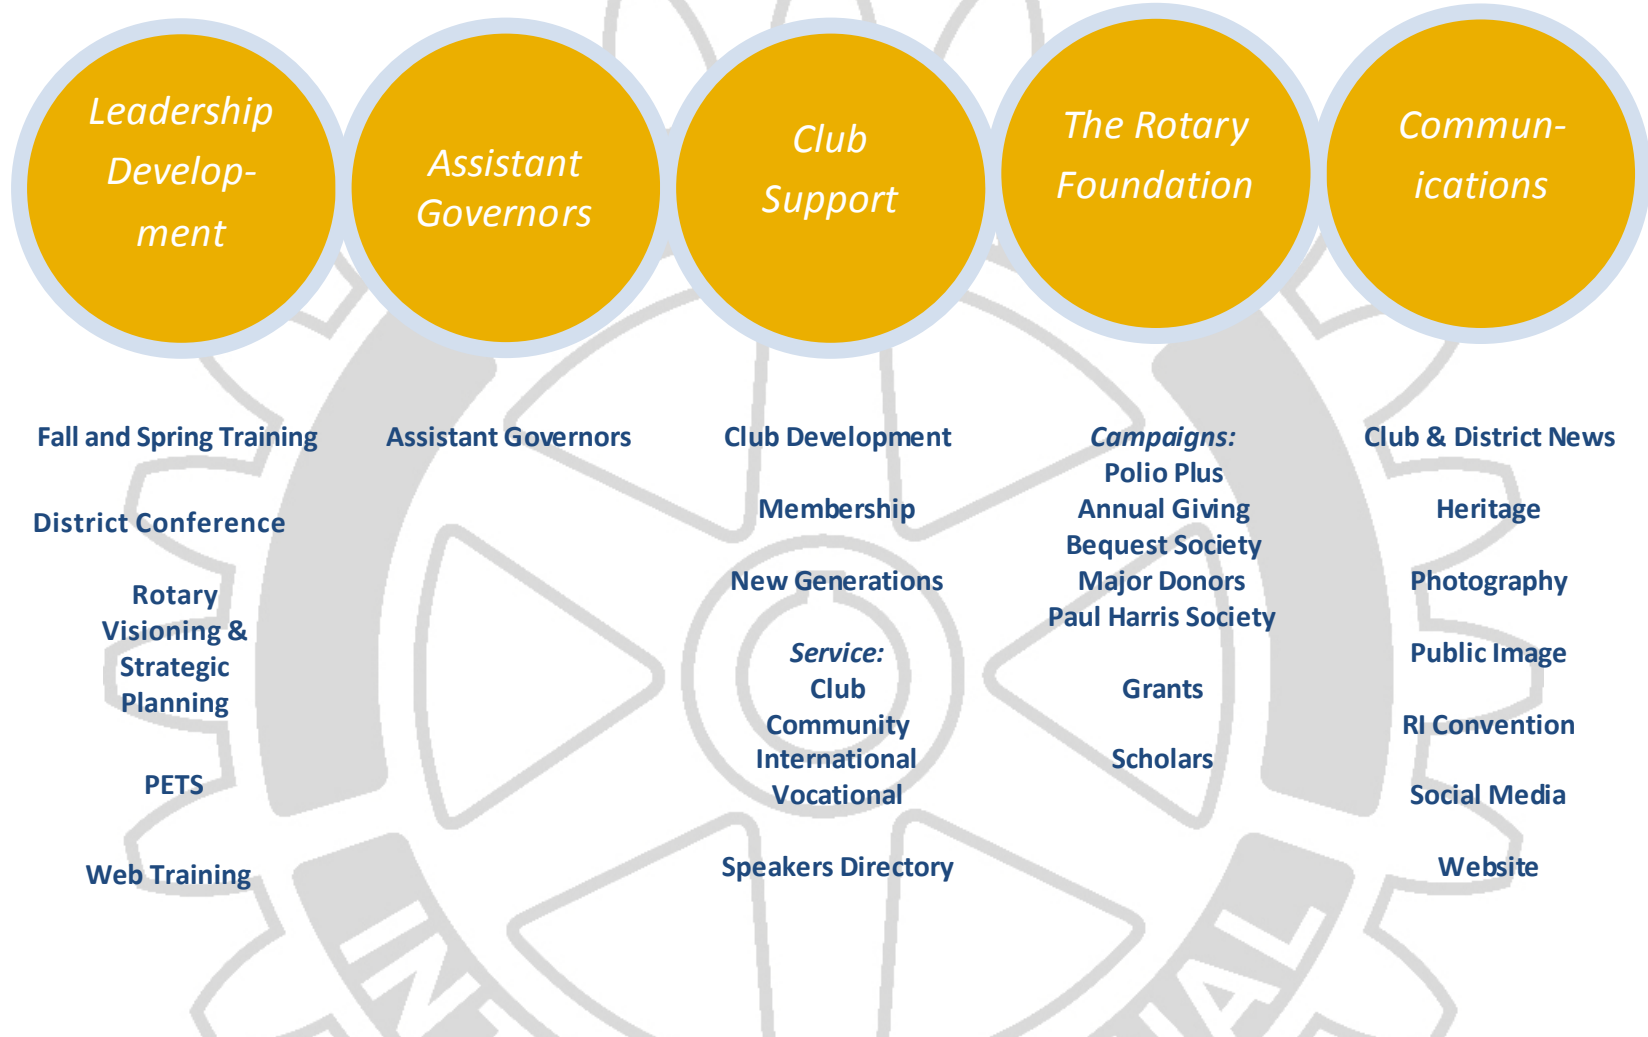 Leadership
Develop-
ment
Assistant
Governors
Club
Support
The Rotary
Foundation
Commun-
ications
Fall and Spring Training
District Conference
Rotary
Visioning &
Strategic
Planning
PETS
Web Training
Assistant Governors
Club Development
Membership
New Generations
Service:
Club
Community
International
Vocational
Speakers Directory
Campaigns:
Polio Plus
Annual Giving
Bequest Society
Major Donors
Paul Harris Society
Grants
Scholars
Club & District News
Heritage
Photography
Public Image
RI Convention
Social Media
Website